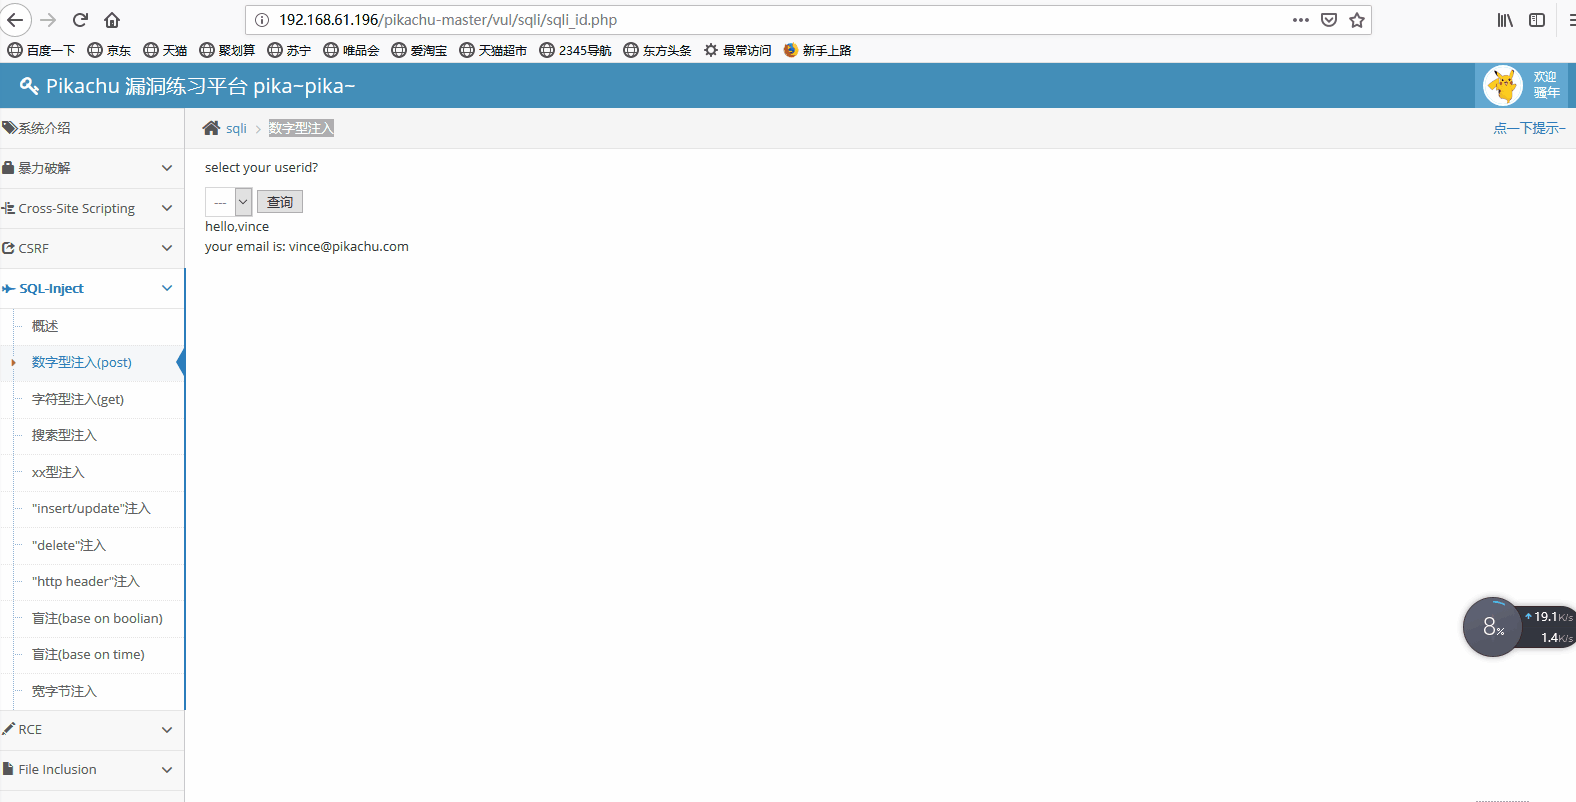 192.168.61.196/pikachu-master/vul/sqli/sqli_id.php
百度一下 京东 天猫 聚划算 苏宁 唯品会 爱淘宝 天猫超市 2345导航 东方头条 最常访问 新手上路
Pikachu 漏洞练习平台 pika~pika~
欢迎
骚年
系统介绍
sqli
数字型注入
点一下提示~
暴力破解
Cross-Site Scripting
CSRF
SQL-Inject
概述
数字型注入(post)
字符型注入(get)
搜索型注入
xx型注入
"insert/update"注入
"delete"注入
"http header"注入
盲注(base on boolian)
盲注(base on time)
宽字节注入
RCE
File Inclusion
select your userid?
---
查询
hello,vince
your email is: vince@pikachu.com
8%
19.1K/s
1.4K/s